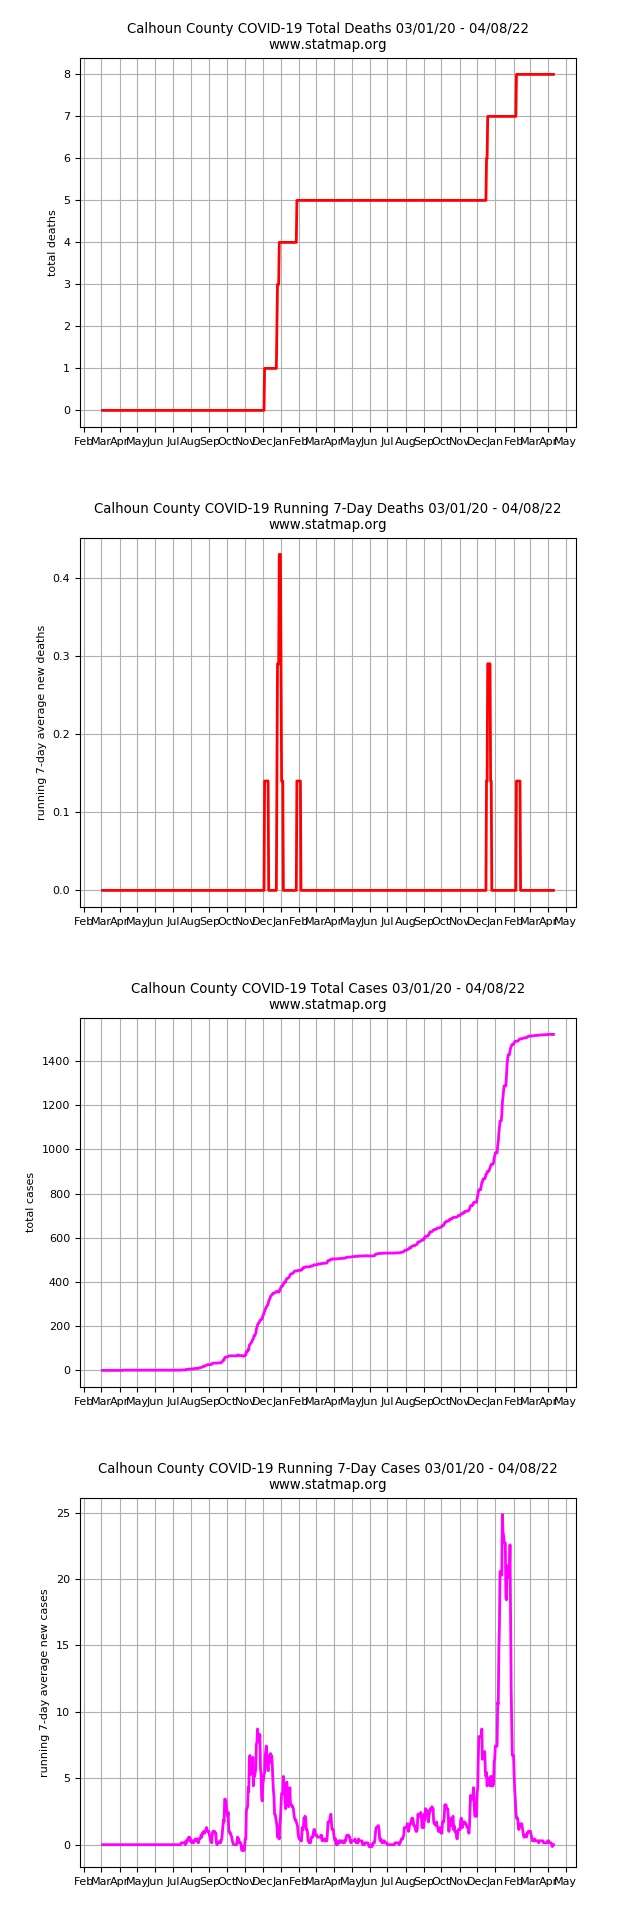 Calhoun County COVID-19 Total Deaths 03/01/20 - 04/08/22
www.statmap.org
8
7
6
5
4
3
2
1
0
total deaths
Feb Mar Apr May Jun Jul Aug Sep Oct Nov Dec Jan Feb Mar Apr May Jun Jul Aug Sep Oct Nov Dec Jan Feb Mar Apr May
Calhoun County COVID-19 Running 7-Day Deaths 03/01/20 - 04/08/22
www.statmap.org
0.4
0.3
0.2
0.1
0.0
running 7-day average new deaths
Feb Mar Apr May Jun Jul Aug Sep Oct Nov Dec Jan Feb Mar Apr May Jun Jul Aug Sep Oct Nov Dec Jan Feb Mar Apr May
Calhoun County COVID-19 Total Cases 03/01/20 - 04/08/22
www.statmap.org
1400
1200
1000
800
600
400
200
0
total cases
Feb Mar Apr May Jun Jul Aug Sep Oct Nov Dec Jan Feb Mar Apr May Jun Jul Aug Sep Oct Nov Dec Jan Feb Mar Apr May
Calhoun County COVID-19 Running 7-Day Cases 03/01/20 - 04/08/22
www.statmap.org
25
20
15
10
5
0
running 7-day average new cases
Feb Mar Apr May Jun Jul Aug Sep Oct Nov Dec Jan Feb Mar Apr May Jun Jul Aug Sep Oct Nov Dec Jan Feb Mar Apr May